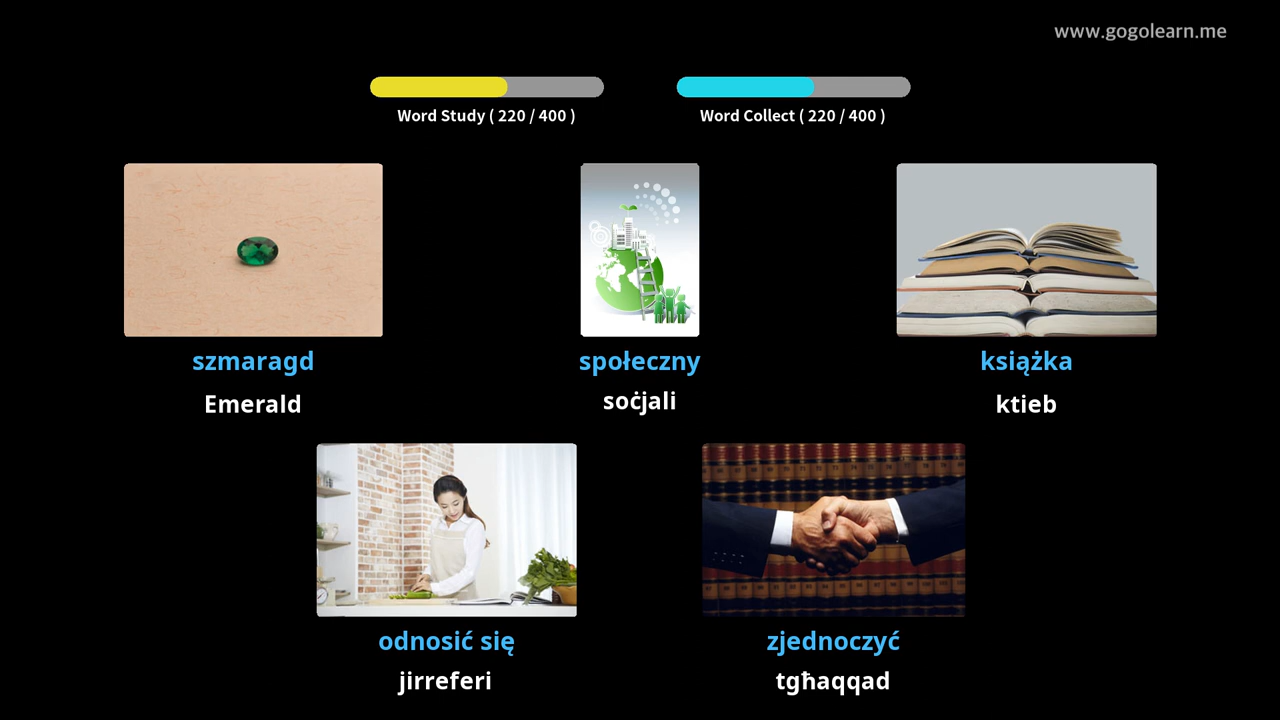 www.gogolearn.me
Word Study ( 220 / 400 )
Word Collect ( 220 / 400 )
szmaragd
Emerald
społeczny
soċjali
książka
ktieb
odnosić się
jirreferi
zjednoczyć
tgħaqqad